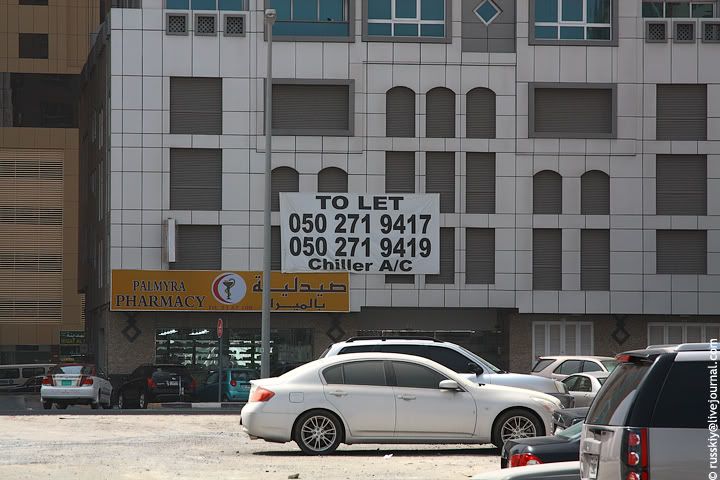 TO LET
050 271 9417
050 271 9419
Chiller A/C
PALMYRA
PHARMACY
صيدلية
بالميرا
© russkiy@livejournal.com